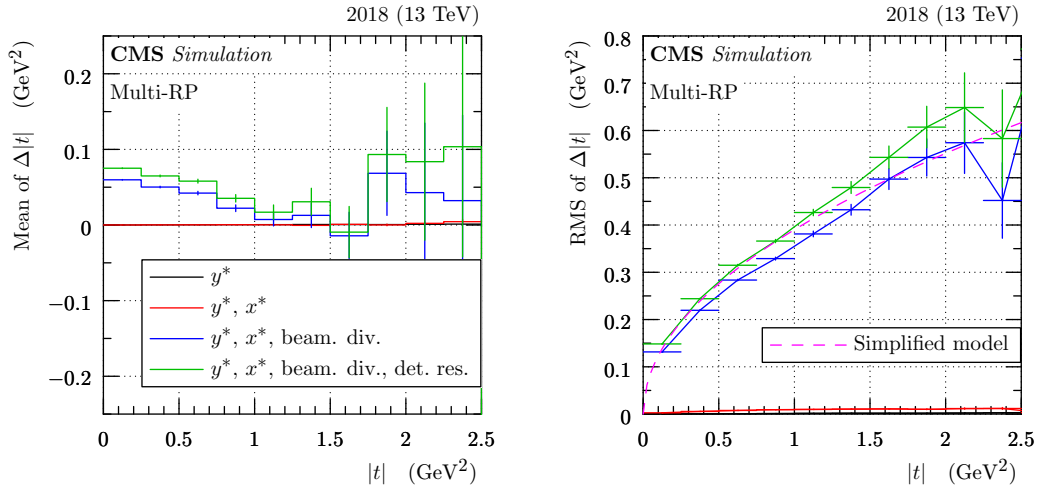 2018 (13 TeV)
CMS Simulation
Multi-RP
Mean of Δ|t| (GeV²)
0.2
0.1
0
−0.1
−0.2
y*
y*, x*
y*, x*, beam. div.
y*, x*, beam. div., det. res.
0 0.5 1 1.5 2 2.5
|t| (GeV²)
2018 (13 TeV)
CMS Simulation
Multi-RP
RMS of Δ|t| (GeV²)
0.8
0.7
0.6
0.5
0.4
0.3
0.2
0.1
0
Simplified model
0 0.5 1 1.5 2 2.5
|t| (GeV²)